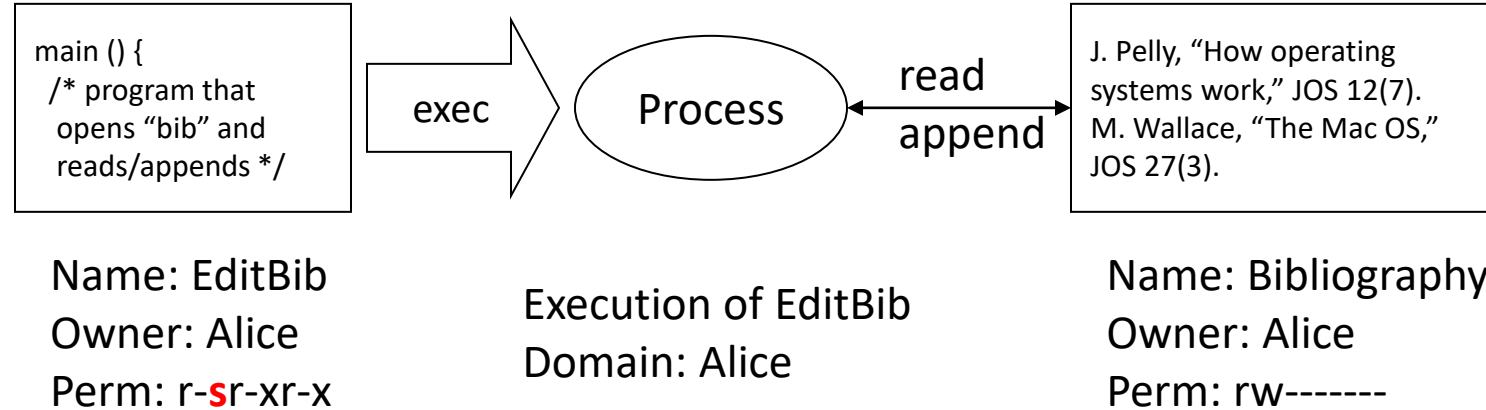 main () {
/* program that
opens “bib” and
reads/appends */
exec
Process
read
append
J. Pelly, “How operating
systems work,” JOS 12(7).
M. Wallace, “The Mac OS,”
JOS 27(3).
Name: EditBib
Owner: Alice
Perm: r-sr-xr-x
Execution of EditBib
Domain: Alice
Name: Bibliography
Owner: Alice
Perm: rw-------